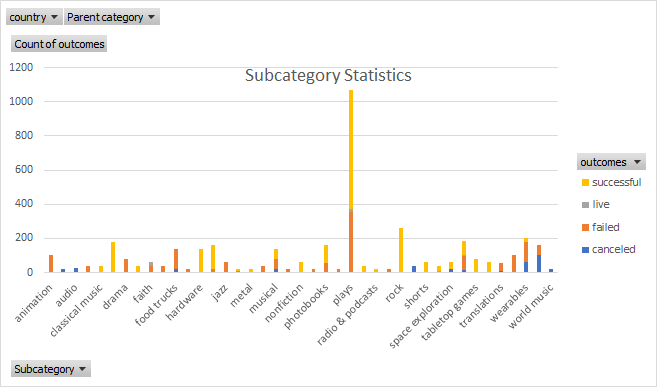 country Parent category
Count of outcomes
Subcategory Statistics
1200
1000
800
600
400
200
0
animation
audio
classical music
drama
faith
food trucks
hardware
jazz
metal
musical
nonfiction
photobooks
plays
radio & podcasts
rock
shorts
space exploration
tabletop games
translations
wearables
world music
outcomes
successful
live
failed
canceled
Subcategory